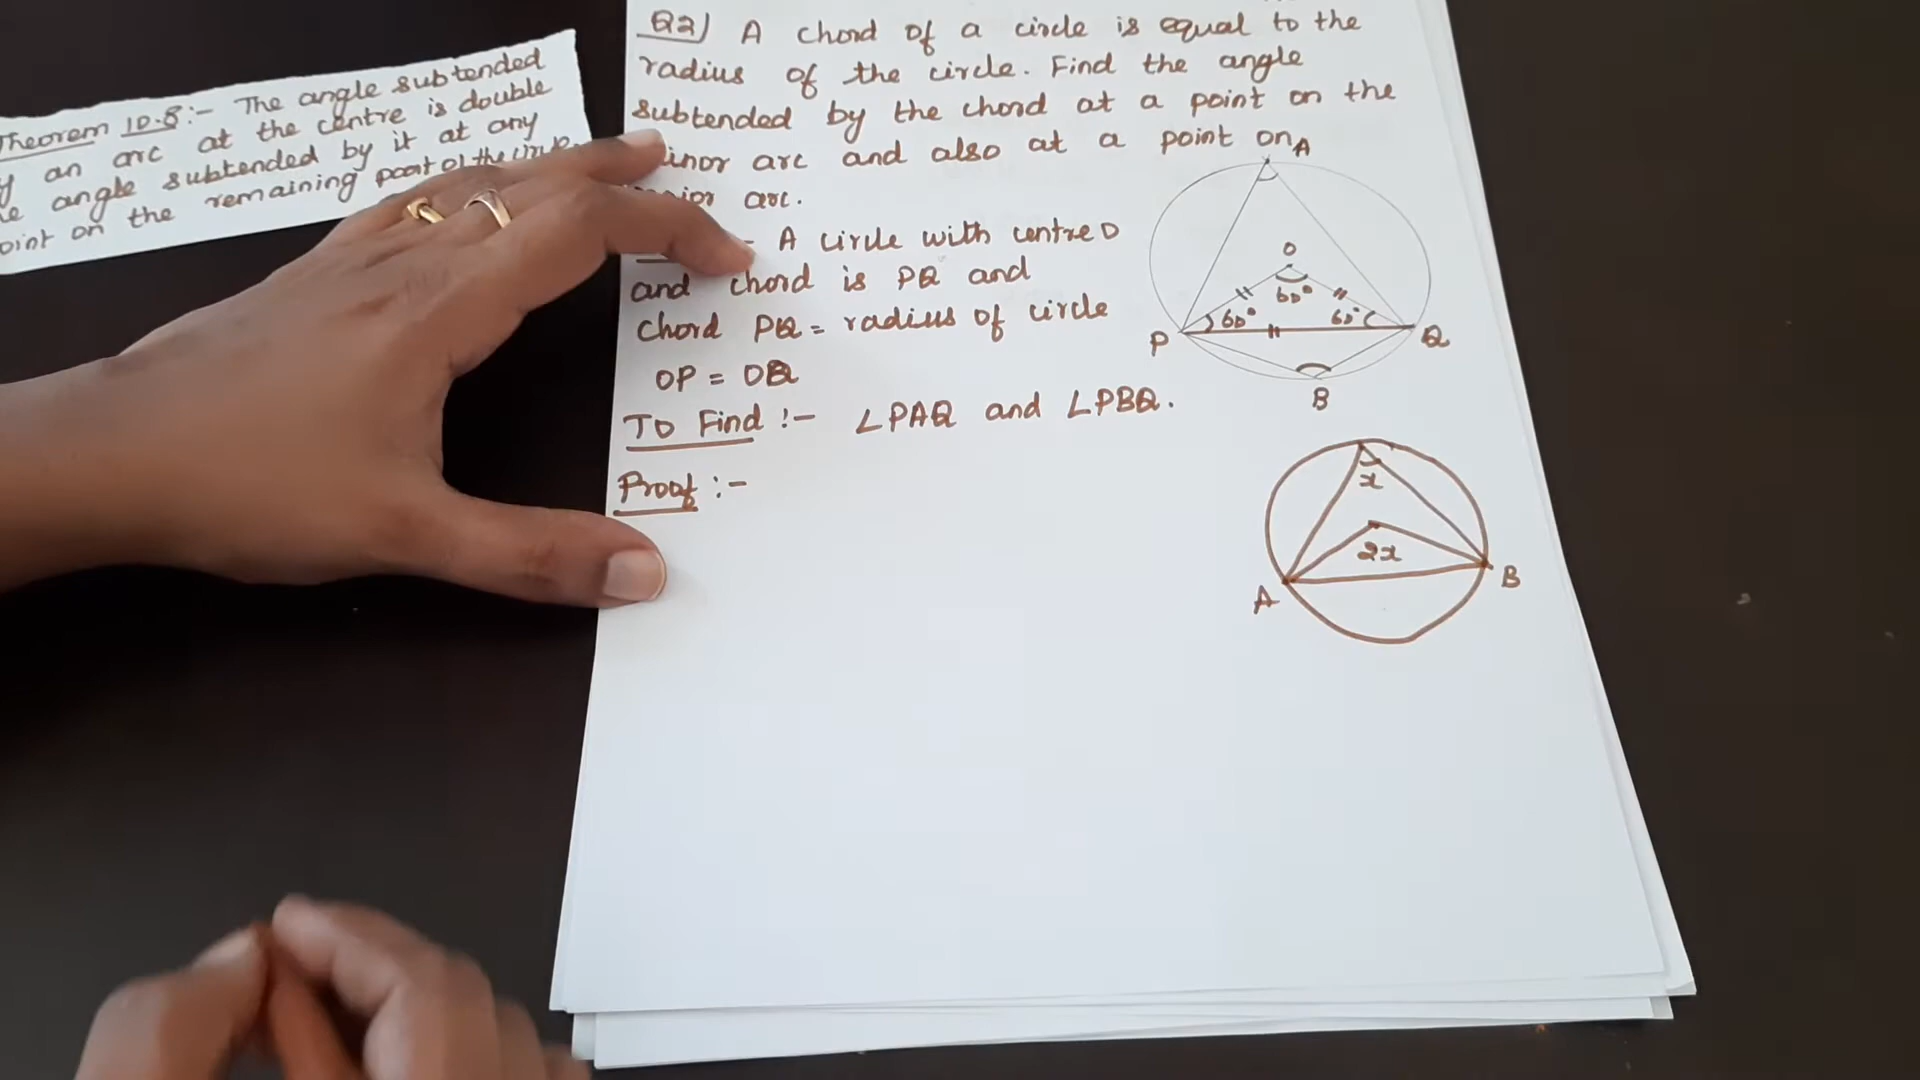 Theorem 10.8:- The angle subtended
an arc at the centre is double
angle subtended by it at any
on the remaining part of the circle
Q2) A chord of a circle is equal to the
radius of the circle. Find the angle
subtended by the chord at a point on the
inor arc and also at a point on
jor arc.
:- A circle with centre O
and chord is PQ and
chord PQ = radius of circle
OP = OQ
To Find :- ∠PAQ and ∠PBQ.
Proof :-
A
O
60°
60°
60°
P
Q
B
x
2x
A
B